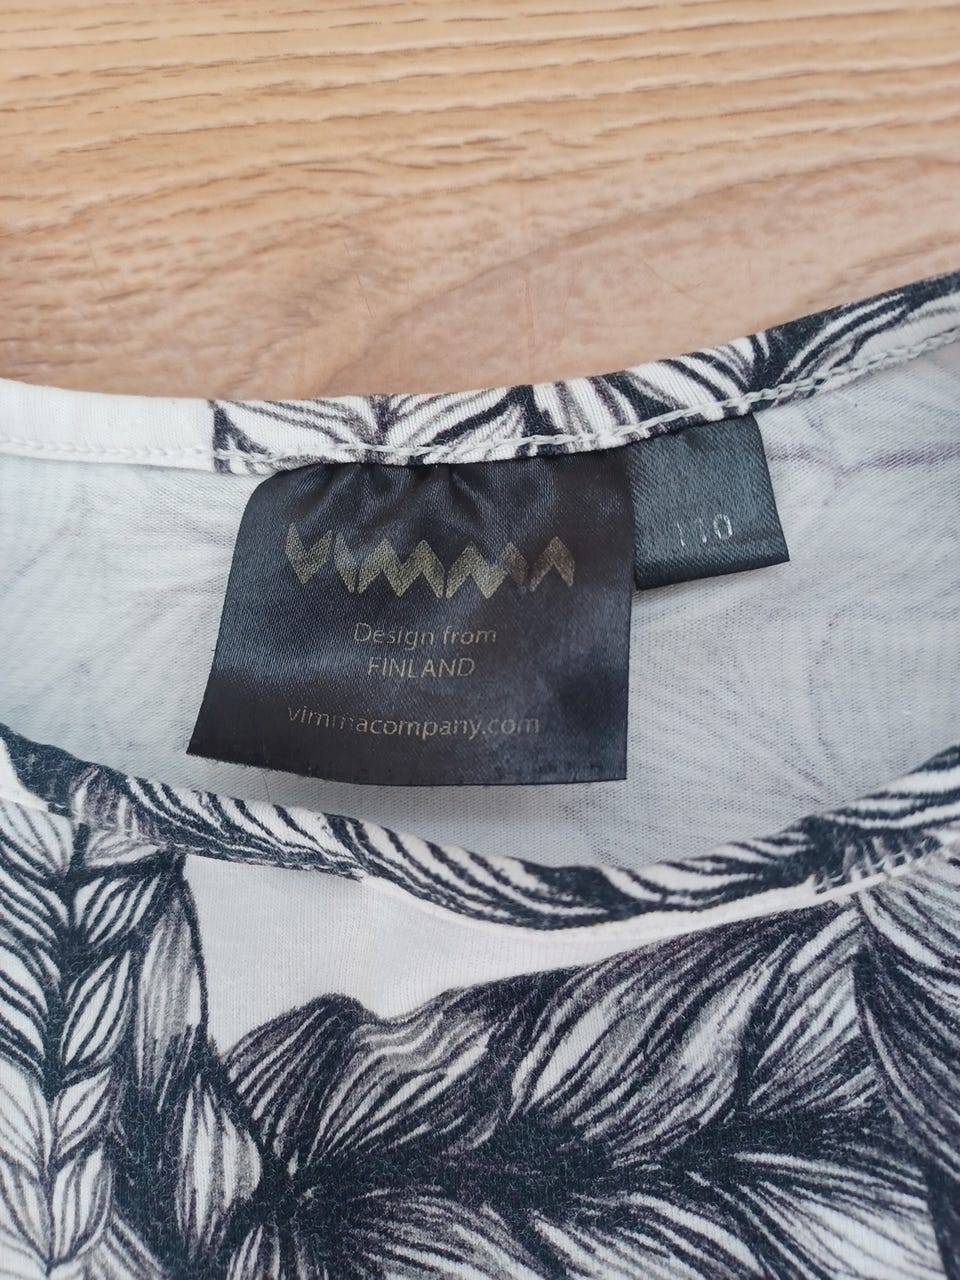 VIMMA
110
Design from
FINLAND
vimmacompany.com